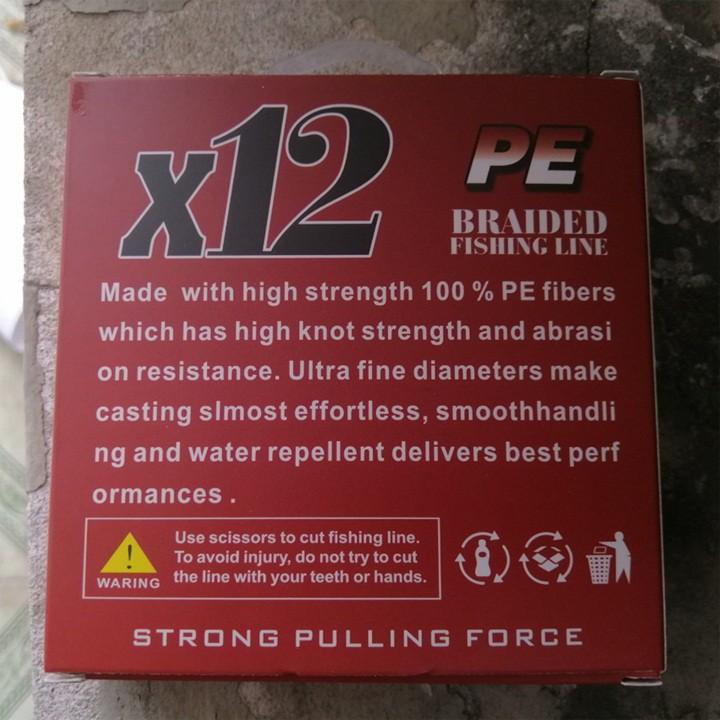 x12
PE
BRAIDED
FISHING LINE
Made with high strength 100 % PE fibers
which has high knot strength and abrasi
on resistance. Ultra fine diameters make
casting slmost effortless, smoothhandli
ng and water repellent delivers best perf
ormances .
Use scissors to cut fishing line.
To avoid injury, do not try to cut
the line with your teeth or hands.
WARING
STRONG PULLING FORCE